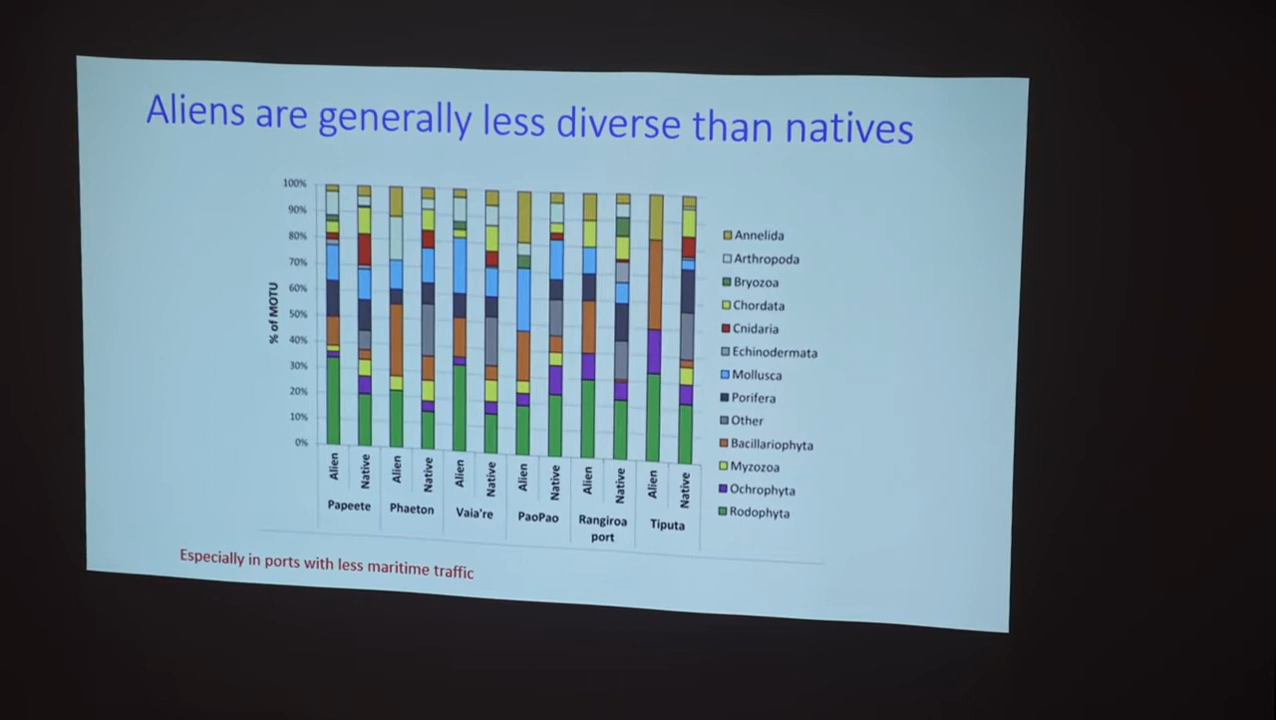 Aliens are generally less diverse than natives
100%
90%
80%
70%
60%
50%
40%
30%
20%
10%
0%
% of MOTU
Alien
Native
Alien
Native
Alien
Native
Alien
Native
Alien
Native
Alien
Native
Papeete
Phaeton
Vaia're
PaoPao
Rangiroa
port
Tiputa
Annelida
Arthropoda
Bryozoa
Chordata
Cnidaria
Echinodermata
Mollusca
Porifera
Other
Bacillariophyta
Myzozoa
Ochrophyta
Rodophyta
Especially in ports with less maritime traffic